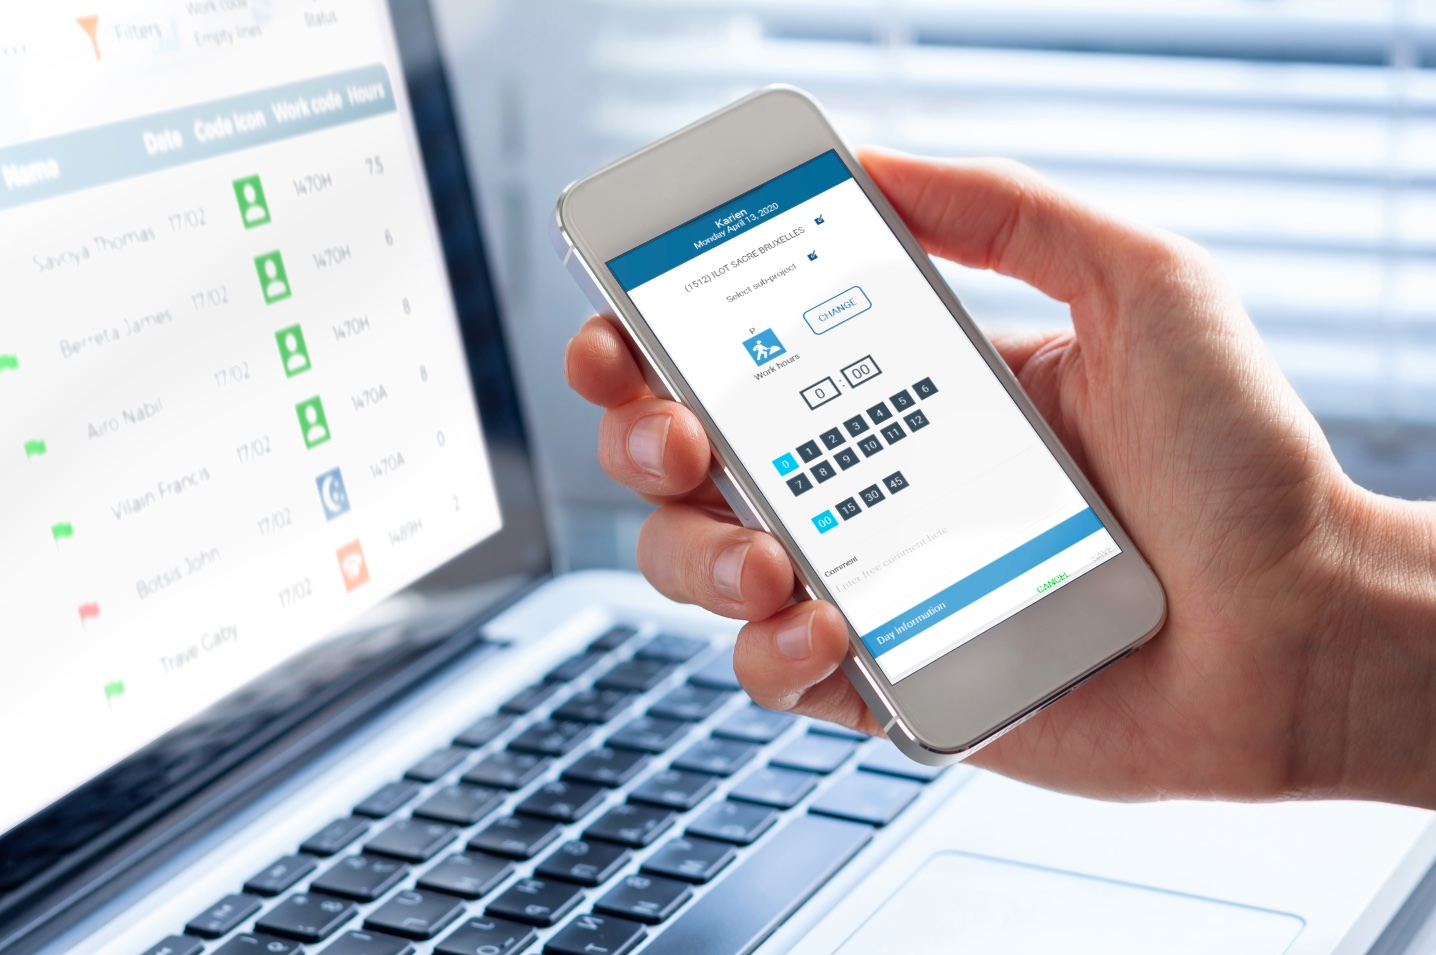 Filters
Work code
Empty lines
Status
Name Date Code Icon Work code Hours
Savoya Thomas 17/02 1470H 7.5
Berreta James 17/02 1470H 6
Airo Nabil 17/02 1470H 8
Vilain Francis 17/02 1470A 8
Botsis John 17/02 1470A 0
Trave Gaby 17/02 1489H 2
Karien
Monday April 13, 2020
(1512) ILOT SACRE BRUXELLES
Select sub-project
P
CHANGE
Work hours
0 : 00
0 1 2 3 4 5 6
7 8 9 10 11 12
00 15 30 45
Comment
Enter free comment here
Day information
CANCEL SAVE